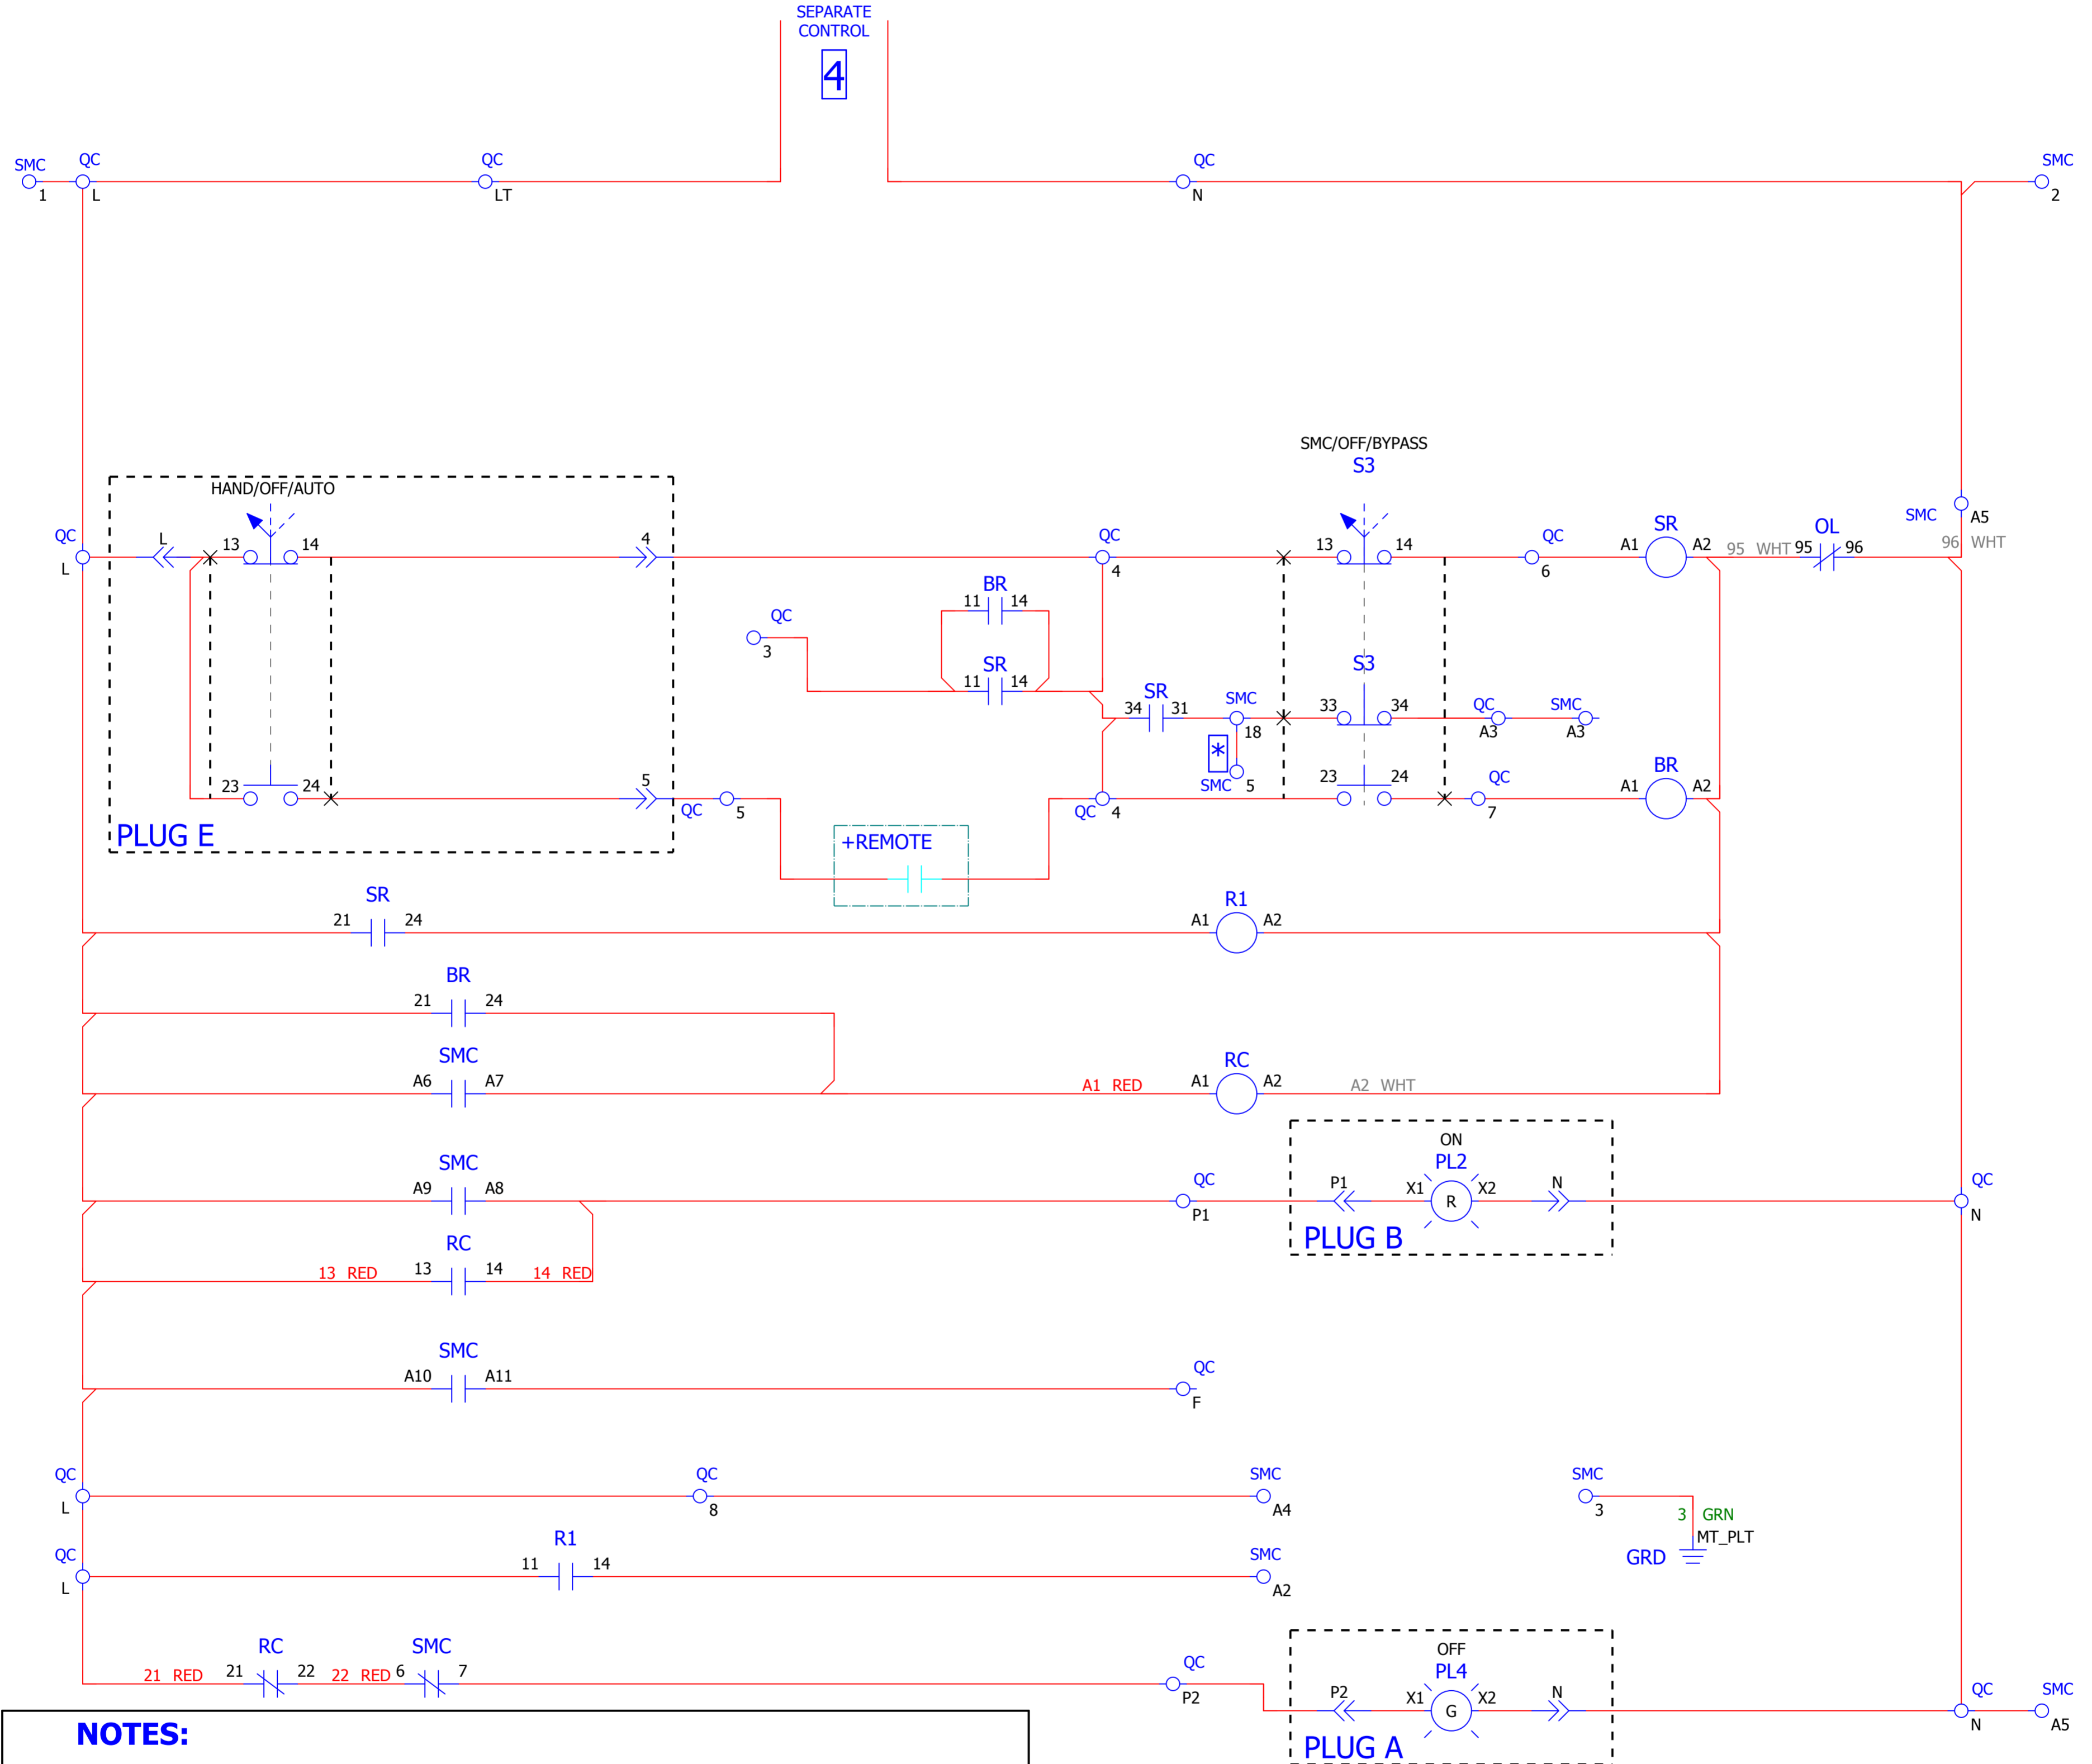 SEPARATE
CONTROL
4
SMC
1
QC
L
QC
LT
QC
N
SMC
2
SMC/OFF/BYPASS
S3
HAND/OFF/AUTO
QC
L
L
13
14
4
QC
4
13
14
QC
6
SR
A1
A2
95 WHT
OL
95
96
SMC
A5
96 WHT
QC
3
BR
11
14
SR
11
14
SR
34
31
SMC
18
*
SMC
5
S3
33
34
QC
A3
SMC
A3
23
24
5
QC
5
QC
4
23
24
QC
7
BR
A1
A2
PLUG E
+REMOTE
SR
21
24
R1
A1
A2
BR
21
24
SMC
A6
A7
A1 RED
RC
A1
A2
A2 WHT
SMC
A9
A8
QC
P1
ON
PL2
P1
X1
R
X2
N
PLUG B
QC
N
RC
13 RED
13
14
14 RED
SMC
A10
A11
QC
F
QC
L
QC
8
SMC
A4
SMC
3
3 GRN
MT_PLT
GRD
QC
L
R1
11
14
SMC
A2
RC
21 RED
21
22
22 RED
SMC
6
7
QC
P2
OFF
PL4
P2
X1
G
X2
N
PLUG A
QC
N
SMC
A5
NOTES: